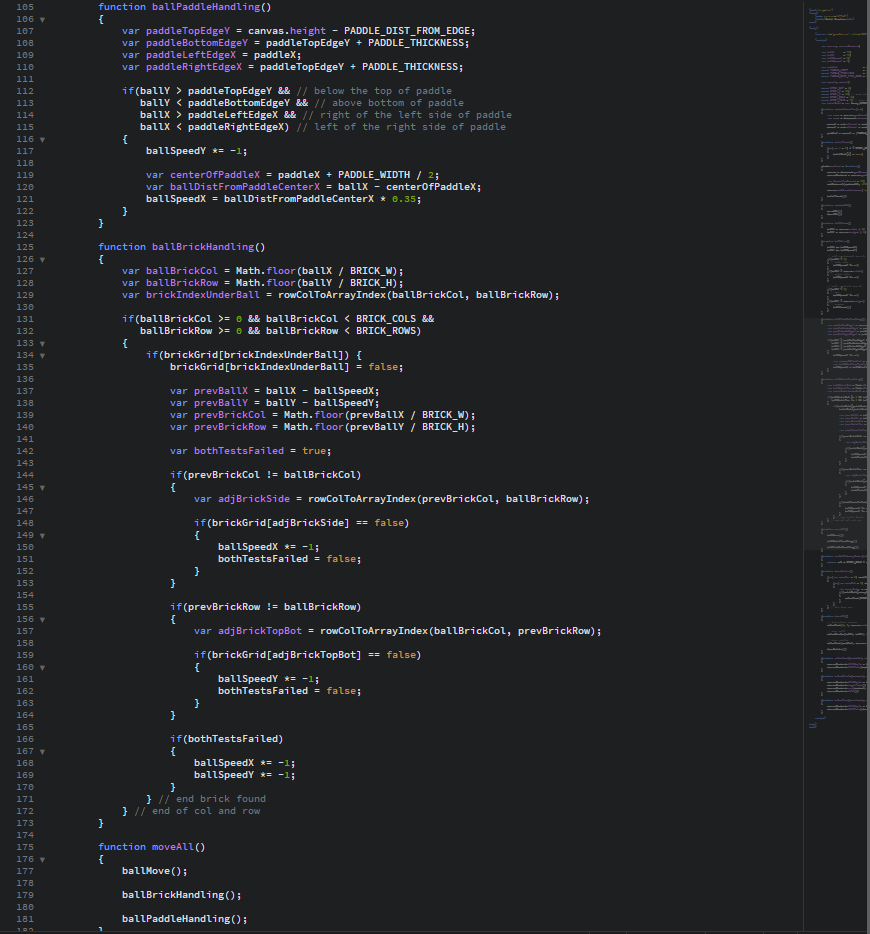 105 function ballPaddleHandling()
106 {
107 var paddleTopEdgeY = canvas.height - PADDLE_DIST_FROM_EDGE;
108 var paddleBottomEdgeY = paddleTopEdgeY + PADDLE_THICKNESS;
109 var paddleLeftEdgeX = paddleX;
110 var paddleRightEdgeX = paddleTopEdgeY + PADDLE_THICKNESS;
111
112 if(ballY > paddleTopEdgeY && // below the top of paddle
113 ballY < paddleBottomEdgeY && // above bottom of paddle
114 ballX > paddleLeftEdgeX && // right of the left side of paddle
115 ballX < paddleRightEdgeX) // left of the right side of paddle
116 {
117 ballSpeedY *= -1;
118
119 var centerOfPaddleX = paddleX + PADDLE_WIDTH / 2;
120 var ballDistFromPaddleCenterX = ballX - centerOfPaddleX;
121 ballSpeedX = ballDistFromPaddleCenterX * 0.35;
122 }
123 }
124
125 function ballBrickHandling()
126 {
127 var ballBrickCol = Math.floor(ballX / BRICK_W);
128 var ballBrickRow = Math.floor(ballY / BRICK_H);
129 var brickIndexUnderBall = rowColToArrayIndex(ballBrickCol, ballBrickRow);
130
131 if(ballBrickCol >= 0 && ballBrickCol < BRICK_COLS &&
132 ballBrickRow >= 0 && ballBrickRow < BRICK_ROWS)
133 {
134 if(brickGrid[brickIndexUnderBall]) {
135 brickGrid[brickIndexUnderBall] = false;
136
137 var prevBallX = ballX - ballSpeedX;
138 var prevBallY = ballY - ballSpeedY;
139 var prevBrickCol = Math.floor(prevBallX / BRICK_W);
140 var prevBrickRow = Math.floor(prevBallY / BRICK_H);
141
142 var bothTestsFailed = true;
143
144 if(prevBrickCol != ballBrickCol)
145 {
146 var adjBrickSide = rowColToArrayIndex(prevBrickCol, ballBrickRow);
147
148 if(brickGrid[adjBrickSide] == false)
149 {
150 ballSpeedX *= -1;
151 bothTestsFailed = false;
152 }
153 }
154
155 if(prevBrickRow != ballBrickRow)
156 {
157 var adjBrickTopBot = rowColToArrayIndex(ballBrickCol, prevBrickRow);
158
159 if(brickGrid[adjBrickTopBot] == false)
160 {
161 ballSpeedY *= -1;
162 bothTestsFailed = false;
163 }
164 }
165
166 if(bothTestsFailed)
167 {
168 ballSpeedX *= -1;
169 ballSpeedY *= -1;
170 }
171 } // end brick found
172 } // end of col and row
173 }
174
175 function moveAll()
176 {
177 ballMove();
178
179 ballBrickHandling();
180
181 ballPaddleHandling();
182 }